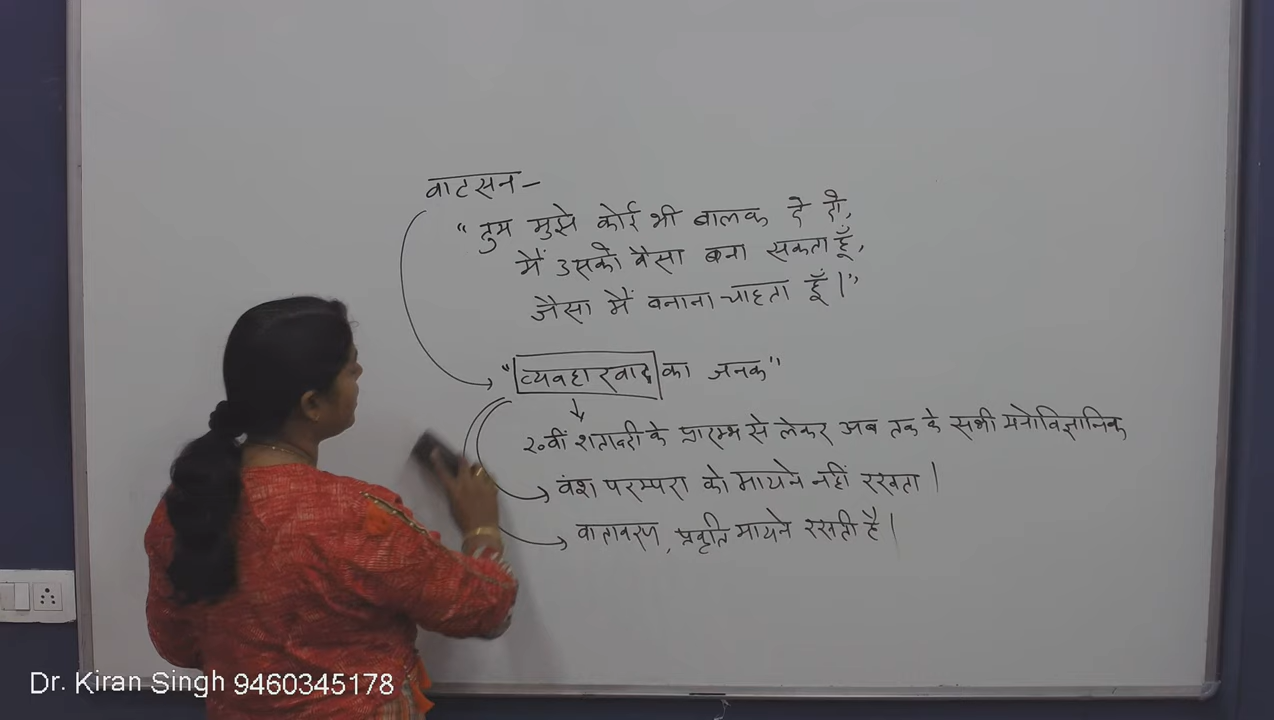 वाटसन –
“ तुम मुझे कोई भी बालक दे दो,
मैं उसको वैसा बना सकता हूँ,
जैसा मैं बनाना चाहता हूँ।”
“व्यवहारवाद का जनक”
२०वीं शताब्दी के प्रारम्भ से लेकर अब तक के सभी मनोविज्ञानिक
वंश परम्परा को मायने नहीं रखता।
वातावरण, प्रकृति मायने रखती है।
Dr. Kiran Singh 9460345178